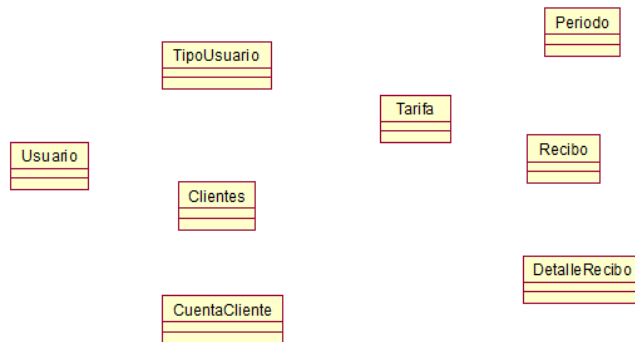 Periodo
TipoUsuario
Tarifa
Usuario
Recibo
Clientes
DetalleRecibo
CuentaCliente